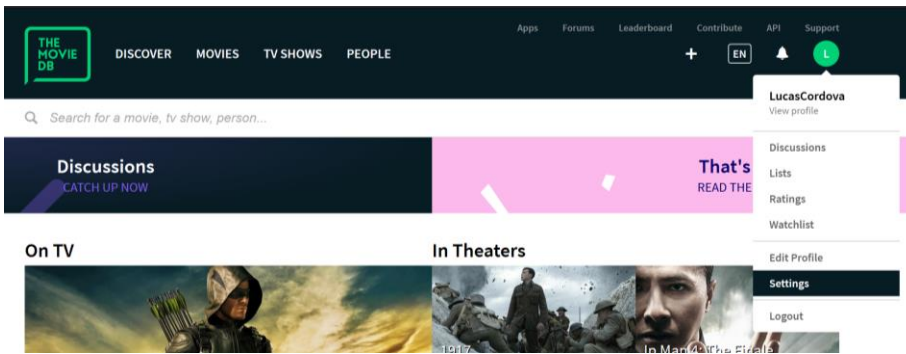 Apps Forums Leaderboard Contribute API Support
THE
MOVIE
DB
DISCOVER MOVIES TV SHOWS PEOPLE
+ EN L
LucasCordova
View profile
Search for a movie, tv show, person...
Discussions
CATCH UP NOW
That's
READ THE
Discussions
Lists
Ratings
Watchlist
Edit Profile
Settings
Logout
On TV
In Theaters
1917
Ip Man 4: The Finale